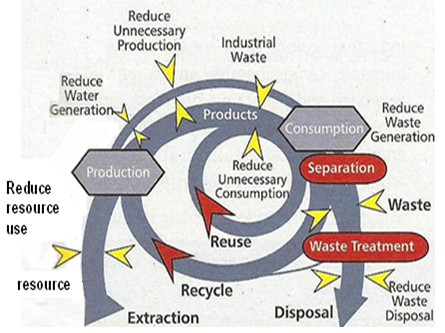 Reduce
Unnecessary
Production
Industrial
Waste
Reduce
Water
Generation
Products
Consumption
Reduce
Waste
Generation
Production
Reduce
Unnecessary
Consumption
Separation
Reduce
resource
use
Waste
Reuse
Waste Treatment
resource
Recycle
Reduce
Waste
Disposal
Extraction
Disposal